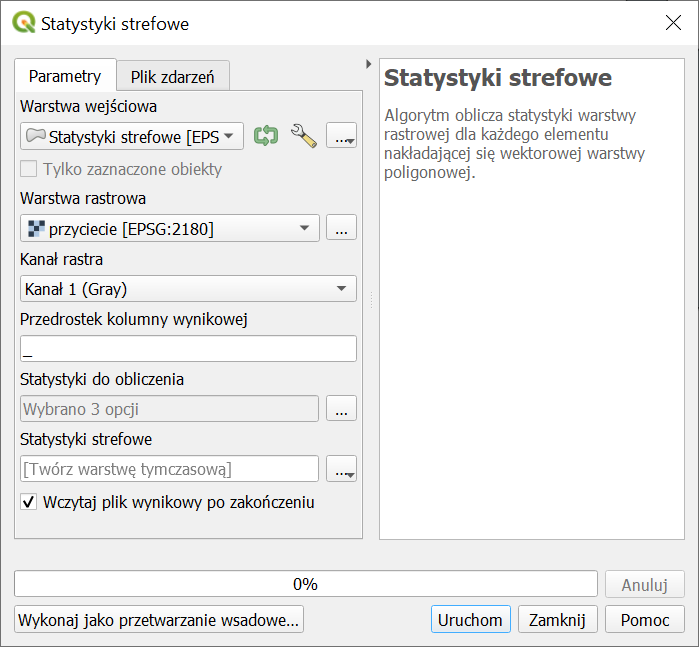 Statystyki strefowe
Parametry
Plik zdarzeń
Warstwa wejściowa
Statystyki strefowe [EPS
...
Tylko zaznaczone obiekty
Warstwa rastrowa
przyciecie [EPSG:2180]
...
Kanał rastra
Kanał 1 (Gray)
Przedrostek kolumny wynikowej
_
Statystyki do obliczenia
Wybrano 3 opcji
...
Statystyki strefowe
[Twórz warstwę tymczasową]
...
Wczytaj plik wynikowy po zakończeniu
Statystyki strefowe
Algorytm oblicza statystyki warstwy
rastrowej dla każdego elementu
nakładającej się wektorowej warstwy
poligonowej.
0%
Anuluj
Wykonaj jako przetwarzanie wsadowe...
Uruchom
Zamknij
Pomoc